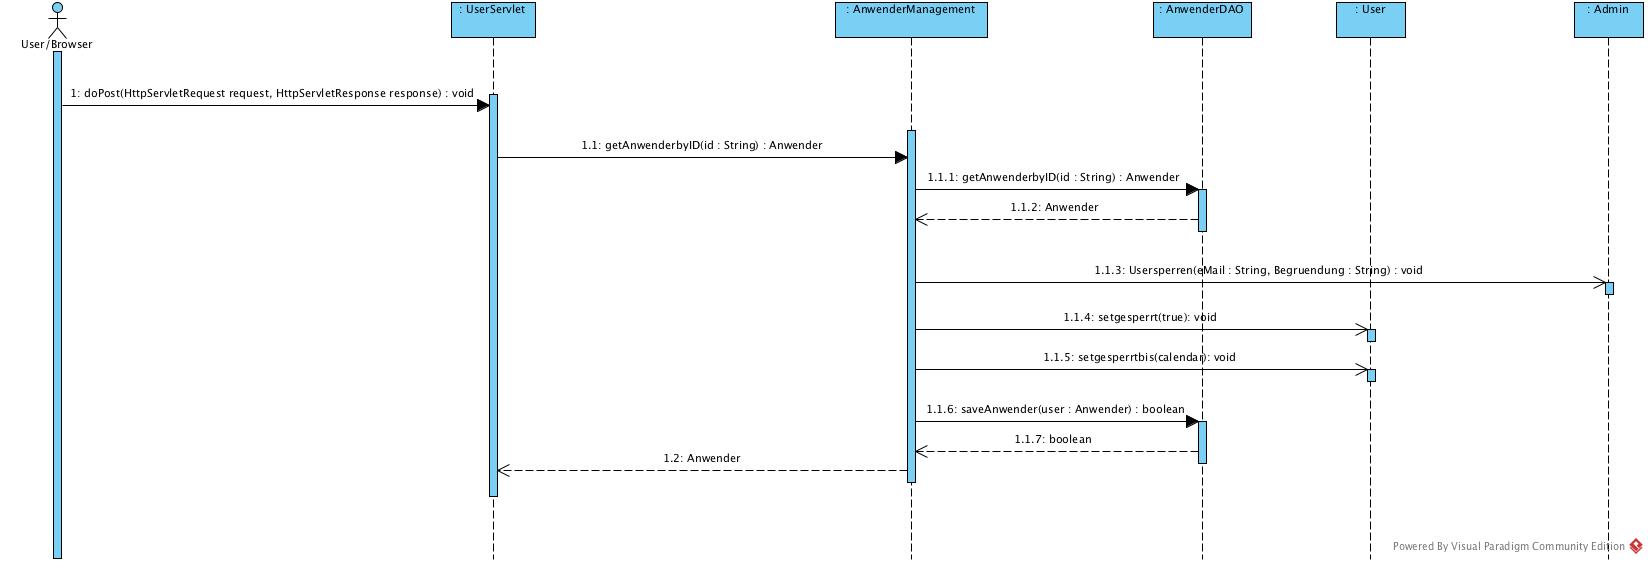 : UserServlet
: AnwenderManagement
: AnwenderDAO
: User
: Admin
User/Browser
1: doPost(HttpServletRequest request, HttpServletResponse response) : void
1.1: getAnwenderbyID(id : String) : Anwender
1.1.1: getAnwenderbyID(id : String) : Anwender
1.1.2: Anwender
1.1.3: Usersperren(eMail : String, Begruendung : String) : void
1.1.4: setgesperrt(true): void
1.1.5: setgesperrtbis(calendar): void
1.1.6: saveAnwender(user : Anwender) : boolean
1.1.7: boolean
1.2: Anwender
Powered By Visual Paradigm Community Edition